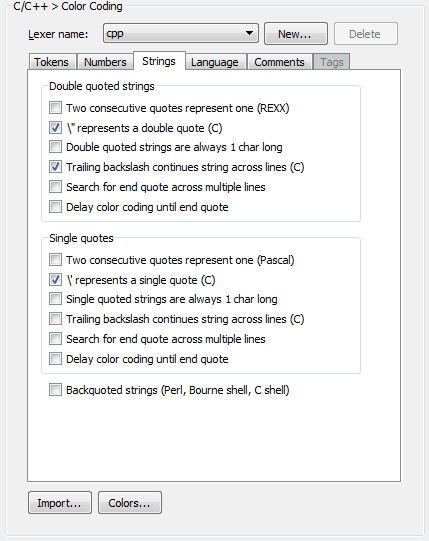 C/C++ > Color Coding
Lexer name: cpp New... Delete
Tokens Numbers Strings Language Comments Tags
Double quoted strings
Two consecutive quotes represent one (REXX)
\" represents a double quote (C)
Double quoted strings are always 1 char long
Trailing backslash continues string across lines (C)
Search for end quote across multiple lines
Delay color coding until end quote
Single quotes
Two consecutive quotes represent one (Pascal)
\' represents a single quote (C)
Single quoted strings are always 1 char long
Trailing backslash continues string across lines (C)
Search for end quote across multiple lines
Delay color coding until end quote
Backquoted strings (Perl, Bourne shell, C shell)
Import... Colors...